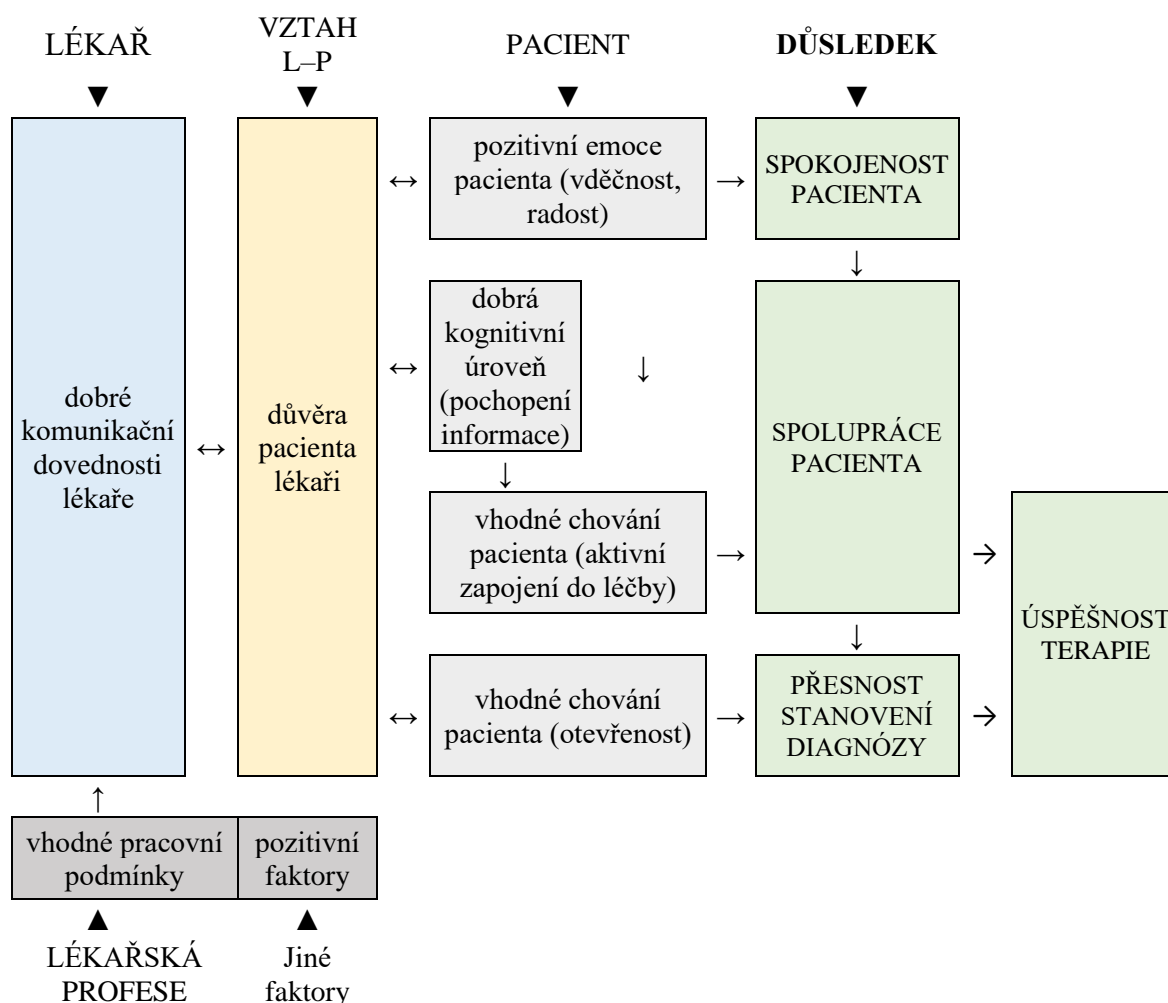 LÉKAŘ
VZTAH
L–P
PACIENT
DŮSLEDEK
dobré
komunikační
dovednosti
lékaře
důvěra
pacienta
lékaři
pozitivní emoce
pacienta (vděčnost,
radost)
SPOKOJENOST
PACIENTA
dobrá
kognitivní
úroveň
(pochopení
informace)
SPOLUPRÁCE
PACIENTA
vhodné chování
pacienta (aktivní
zapojení do léčby)
ÚSPĚŠNOST
TERAPIE
vhodné chování
pacienta (otevřenost)
PŘESNOST
STANOVENÍ
DIAGNÓZY
vhodné pracovní
podmínky
pozitivní
faktory
LÉKAŘSKÁ
PROFESE
Jiné
faktory